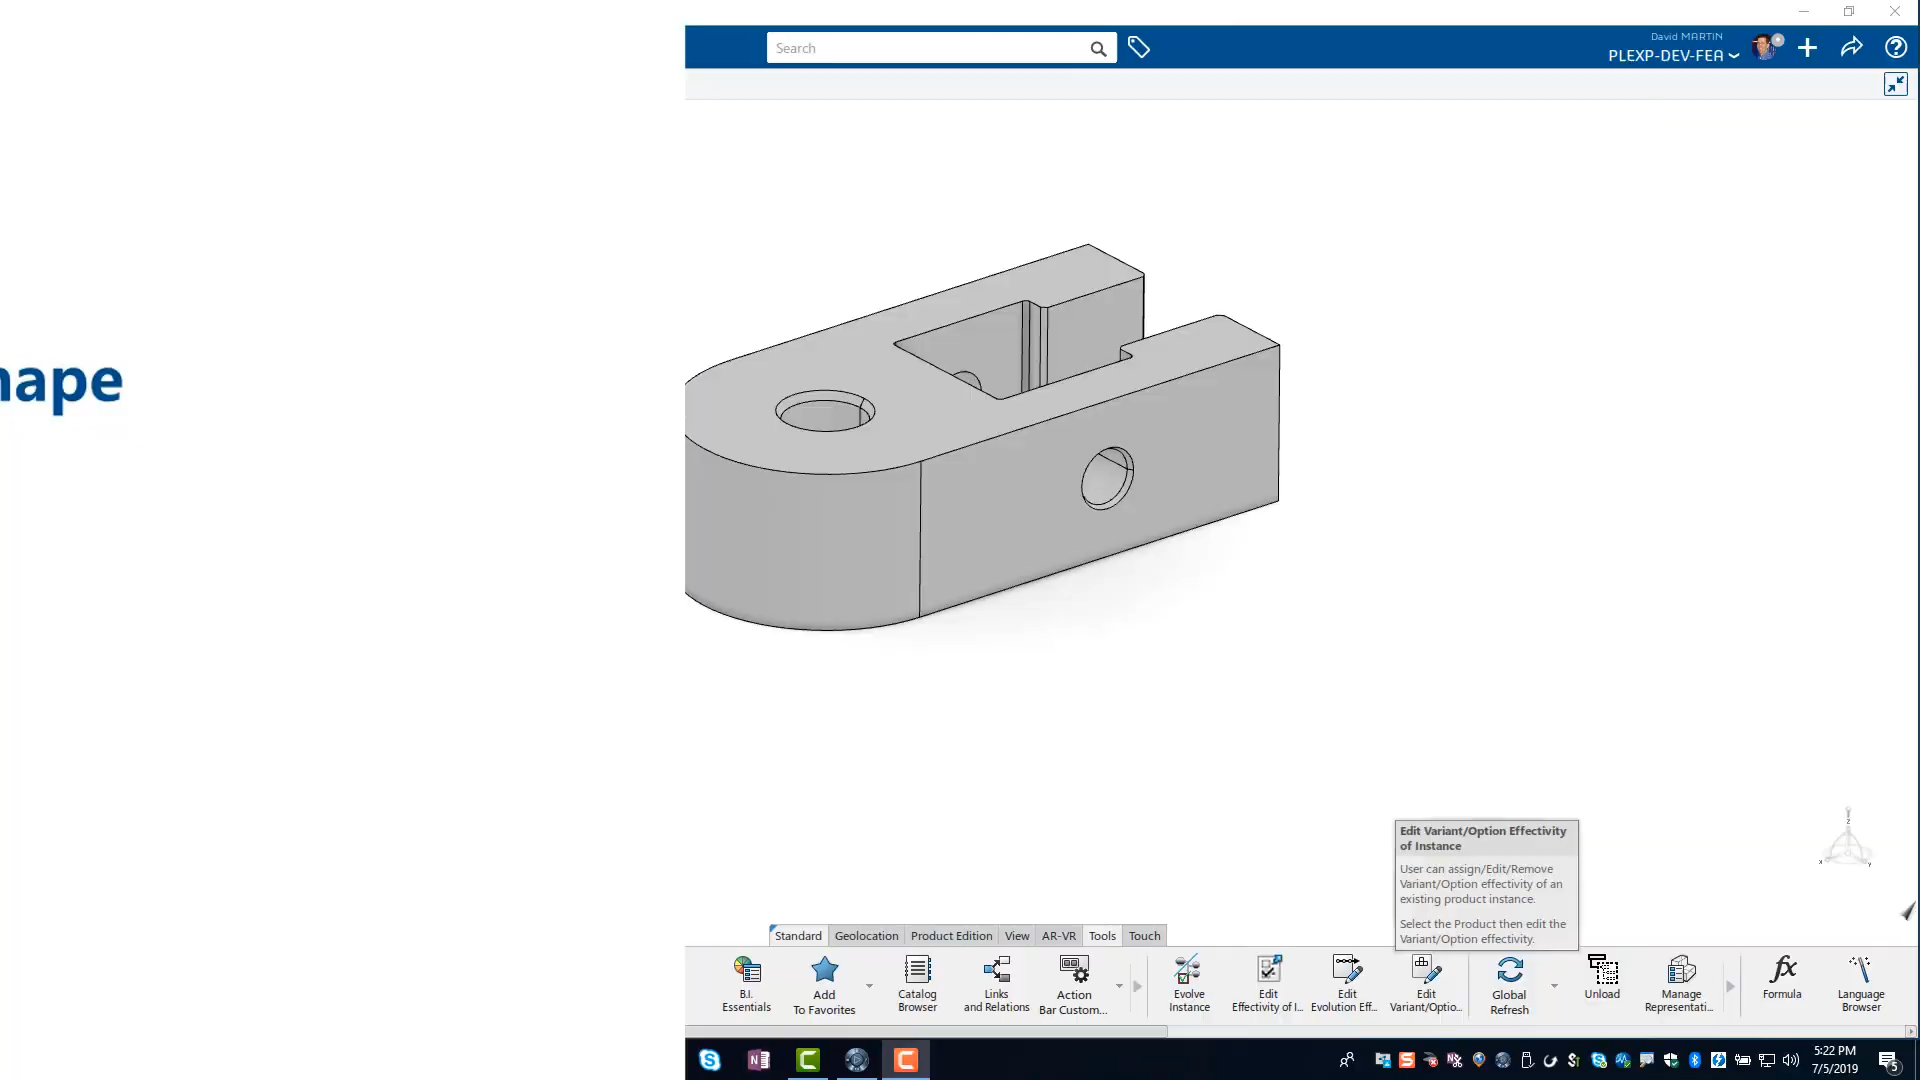 Search
David MARTIN
PLEXP-DEV-FEA
hape
Edit Variant/Option Effectivity
of Instance
User can assign/Edit/Remove
Variant/Option effectivity of an
existing product instance.
Select the Product then edit the
Variant/Option effectivity.
Standard Geolocation Product Edition View AR-VR Tools Touch
B.I.
Essentials
Add
To Favorites
Catalog
Browser
Links
and Relations
Action
Bar Custom...
Evolve
Instance
Edit
Effectivity of I...
Edit
Evolution Eff...
Edit
Variant/Optio...
Global
Refresh
Unload
Manage
Representati...
Formula
Language
Browser
5:22 PM
7/5/2019
5